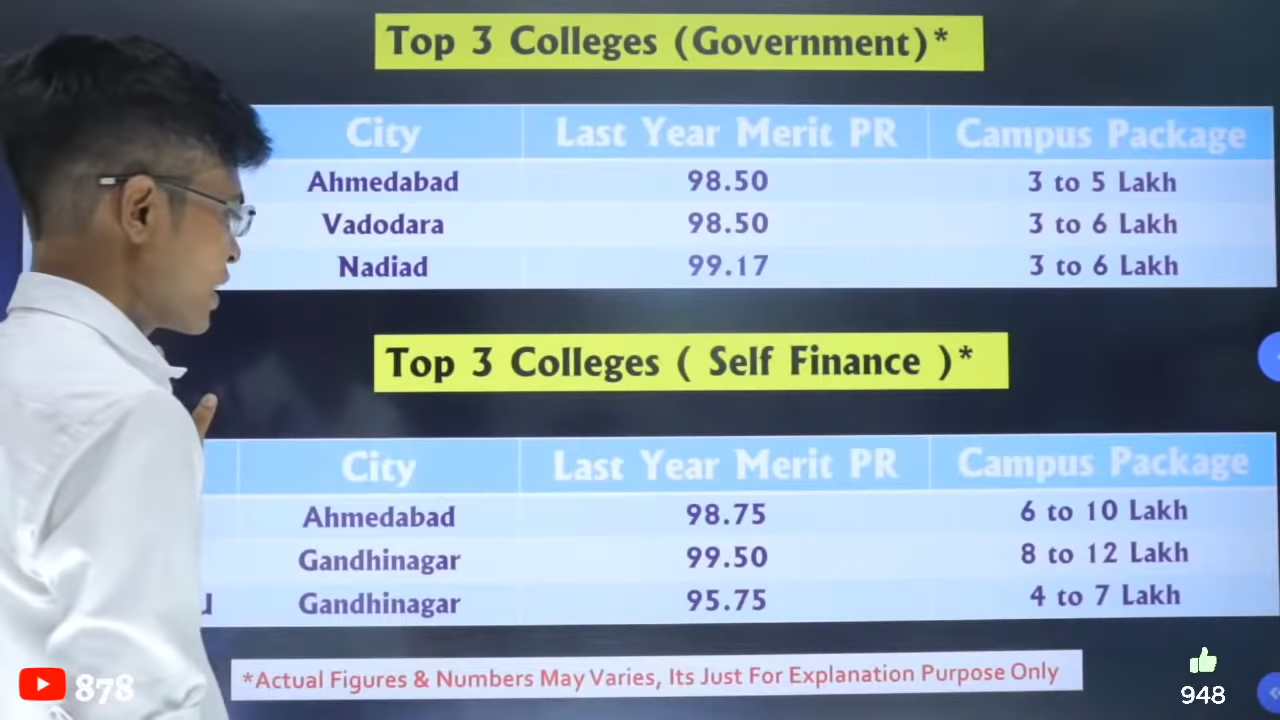 Top 3 Colleges (Government)*
City Last Year Merit PR Campus Package
Ahmedabad 98.50 3 to 5 Lakh
Vadodara 98.50 3 to 6 Lakh
Nadiad 99.17 3 to 6 Lakh
Top 3 Colleges ( Self Finance )*
City Last Year Merit PR Campus Package
Ahmedabad 98.75 6 to 10 Lakh
Gandhinagar 99.50 8 to 12 Lakh
Gandhinagar 95.75 4 to 7 Lakh
*Actual Figures & Numbers May Varies, Its Just For Explanation Purpose Only
878
948